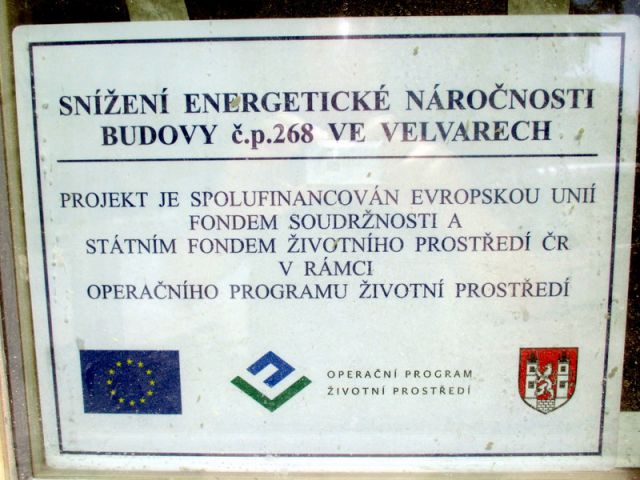 SNÍŽENÍ ENERGETICKÉ NÁROČNOSTI
BUDOVY č.p.268 VE VELVARECH
PROJEKT JE SPOLUFINANCOVÁN EVROPSKOU UNIÍ
FONDEM SOUDRŽNOSTI A
STÁTNÍM FONDEM ŽIVOTNÍHO PROSTŘEDÍ ČR
V RÁMCI
OPERAČNÍHO PROGRAMU ŽIVOTNÍ PROSTŘEDÍ
OPERAČNÍ PROGRAM
ŽIVOTNÍ PROSTŘEDÍ